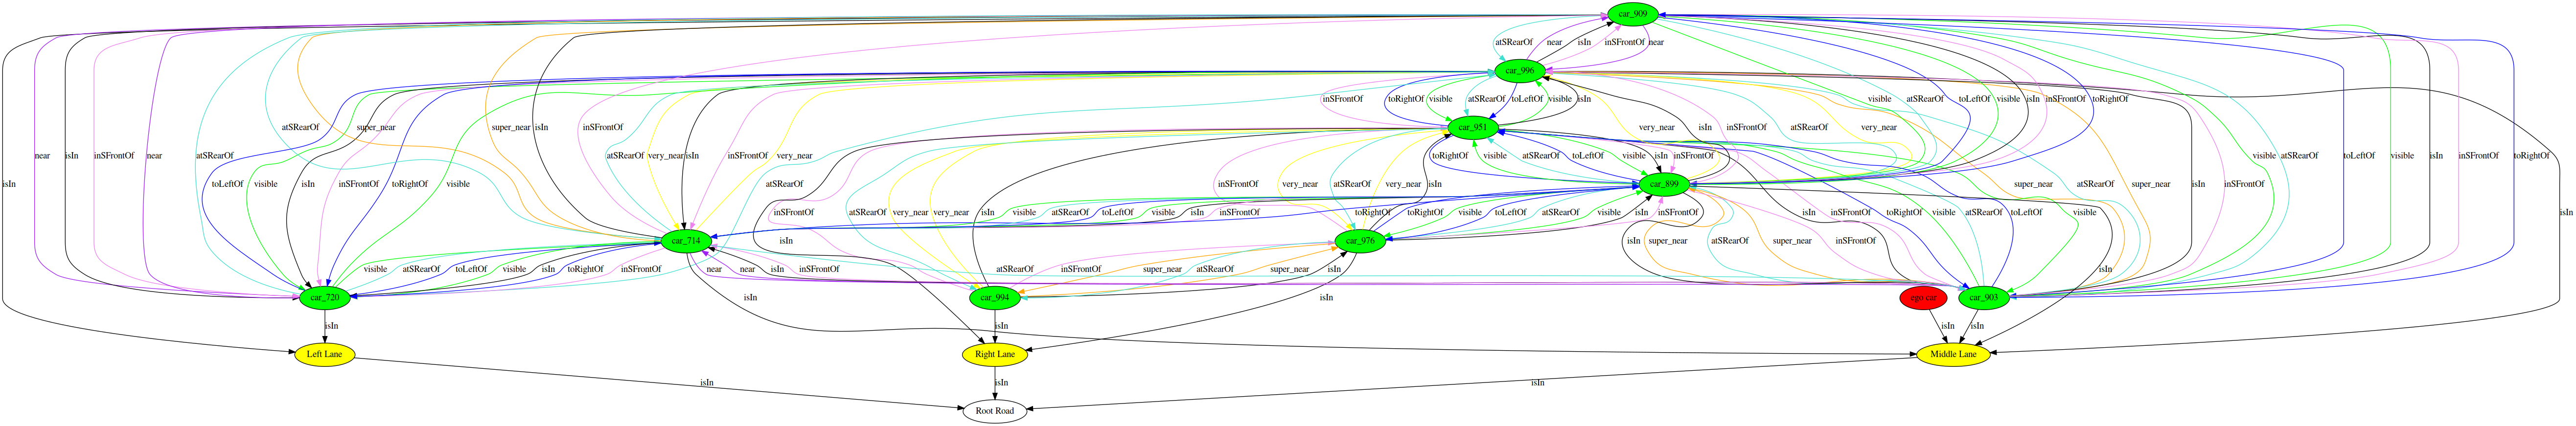 car_909
atSRearOf near isIn inSFrontOf near
car_996
inSFrontOf toRightOf visible atSRearOf toLeftOf visible isIn visible atSRearOf toLeftOf visible isIn inSFrontOf toRightOf
car_951
atSRearOf super_near super_near isIn inSFrontOf very_near isIn atSRearOf very_near
isIn near isIn inSFrontOf near atSRearOf visible isIn inSFrontOf toRightOf visible atSRearOf very_near isIn inSFrontOf very_near toRightOf visible atSRearOf toLeftOf visible isIn inSFrontOf visible atSRearOf toLeftOf visible isIn inSFrontOf toRightOf
toLeftOf atSRearOf inSFrontOf very_near atSRearOf very_near isIn super_near atSRearOf super_near isIn inSFrontOf isIn
car_899
inSFrontOf atSRearOf very_near very_near isIn visible atSRearOf toLeftOf visible isIn inSFrontOf toRightOf toRightOf isIn inSFrontOf toRightOf visible
car_714
isIn car_976 visible toLeftOf atSRearOf visible isIn inSFrontOf isIn super_near atSRearOf super_near inSFrontOf atSRearOf toLeftOf visible
visible atSRearOf toLeftOf visible isIn toRightOf inSFrontOf near near isIn inSFrontOf atSRearOf inSFrontOf super_near atSRearOf super_near isIn isIn
car_720 isIn car_994 isIn ego car car_903
isIn isIn isIn isIn
Left Lane Right Lane Middle Lane
isIn isIn isIn
Root Road